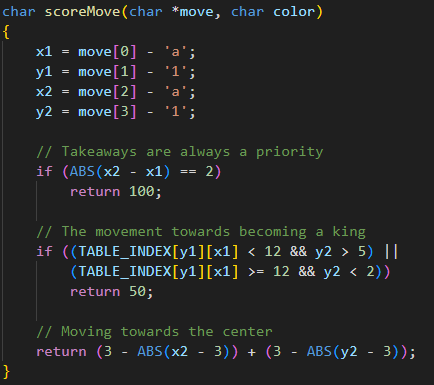 char scoreMove(char *move, char color)
{
    x1 = move[0] - 'a';
    y1 = move[1] - '1';
    x2 = move[2] - 'a';
    y2 = move[3] - '1';

    // Takeaways are always a priority
    if (ABS(x2 - x1) == 2)
        return 100;

    // The movement towards becoming a king
    if ((TABLE_INDEX[y1][x1] < 12 && y2 > 5) ||
        (TABLE_INDEX[y1][x1] >= 12 && y2 < 2))
        return 50;

    // Moving towards the center
    return (3 - ABS(x2 - 3)) + (3 - ABS(y2 - 3));
}